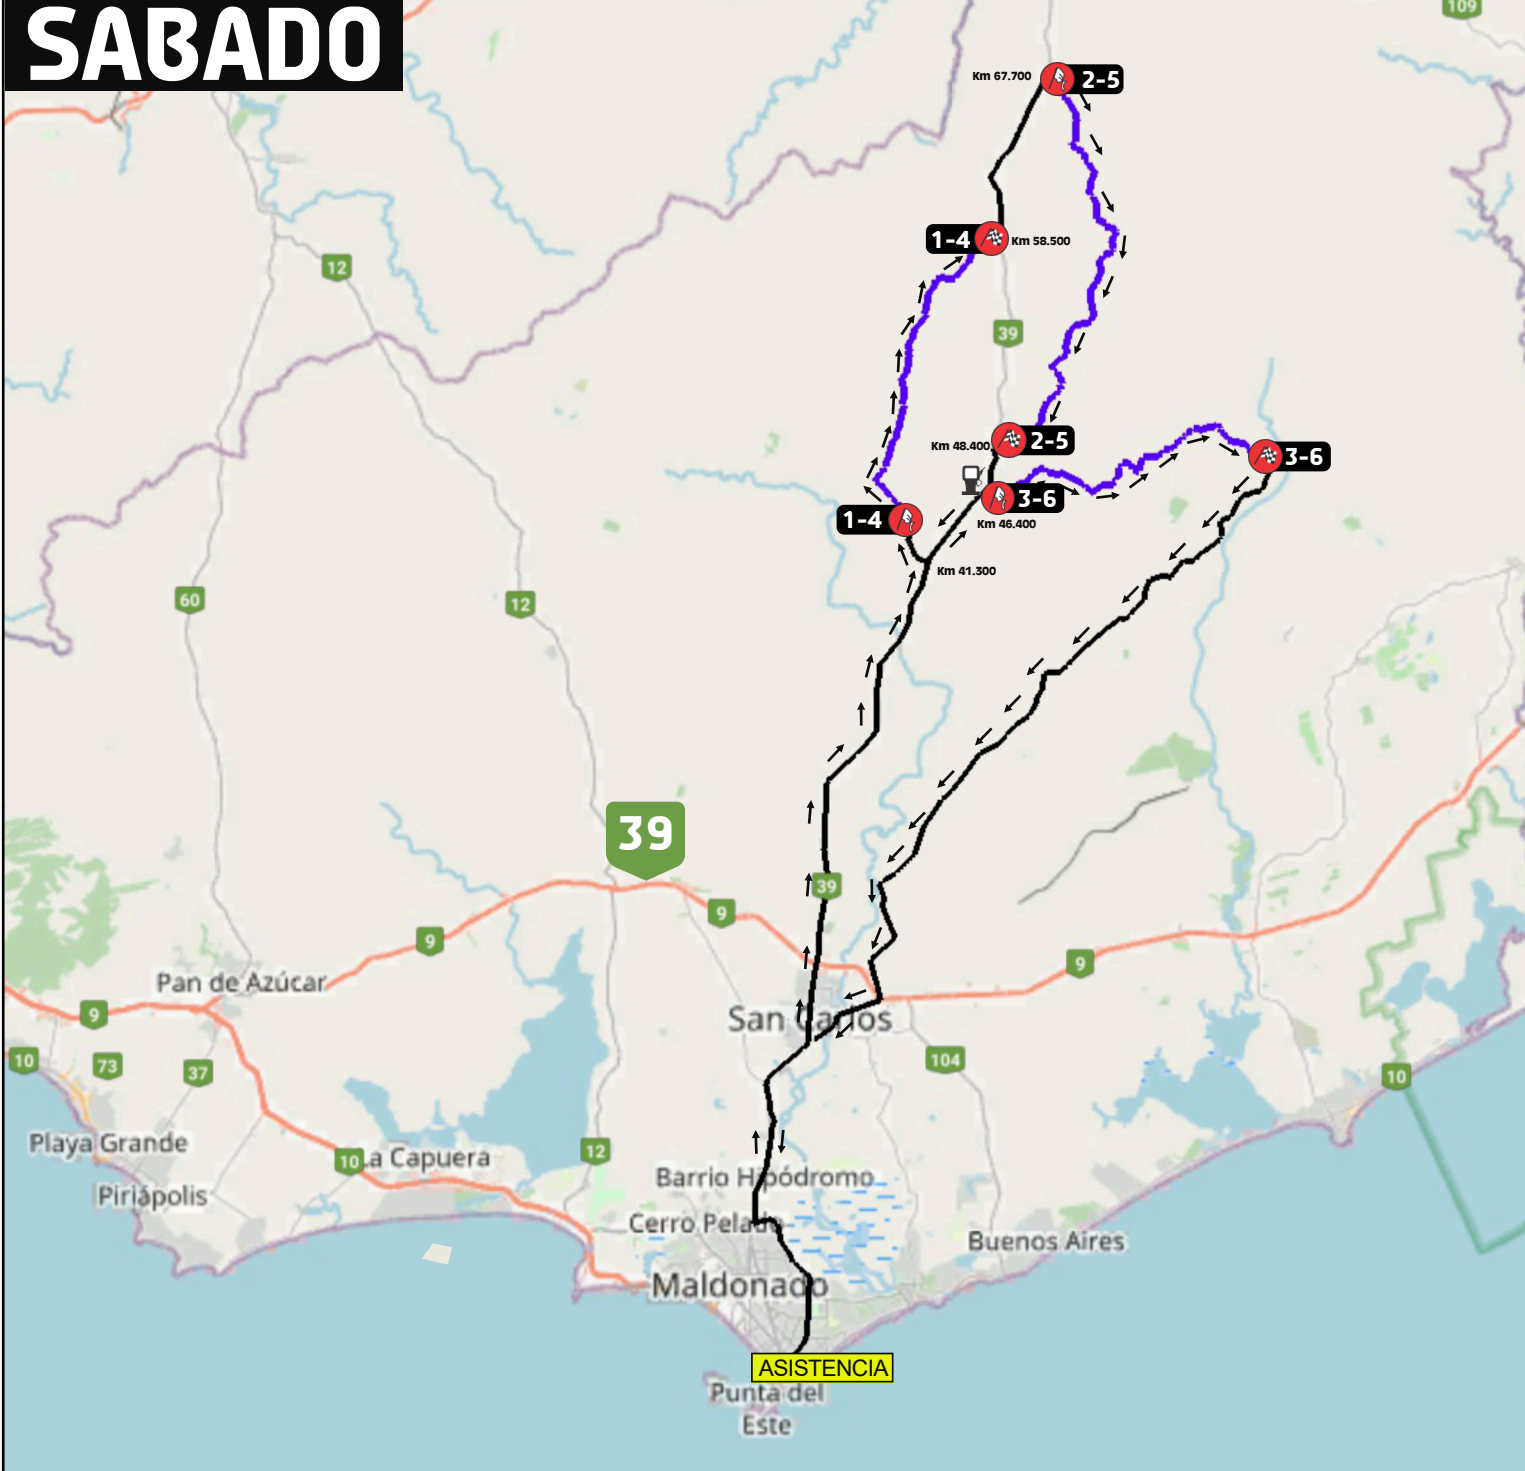 SABADO
109
Km 67.700
2-5
12
1-4
Km 58.500
39
Km 48.400
2-5
3-6
3-6
1-4
Km 46.400
Km 41.300
60
12
39
39
9
9
9
Pan de Azúcar
9
San Carlos
10
73
37
104
10
Playa Grande
10
La Capuera
12
Barrio Hipódromo
Piriápolis
Cerro Pelado
Buenos Aires
Maldonado
ASISTENCIA
Punta del
Este